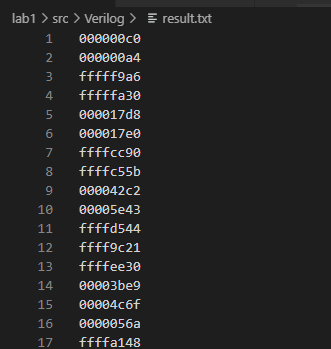 lab1 > src > Verilog > result.txt
1 000000c0
2 000000a4
3 fffff9a6
4 fffffa30
5 000017d8
6 000017e0
7 ffffcc90
8 ffffc55b
9 000042c2
10 00005e43
11 ffffd544
12 ffff9c21
13 ffffee30
14 00003be9
15 00004c6f
16 0000056a
17 ffffa148